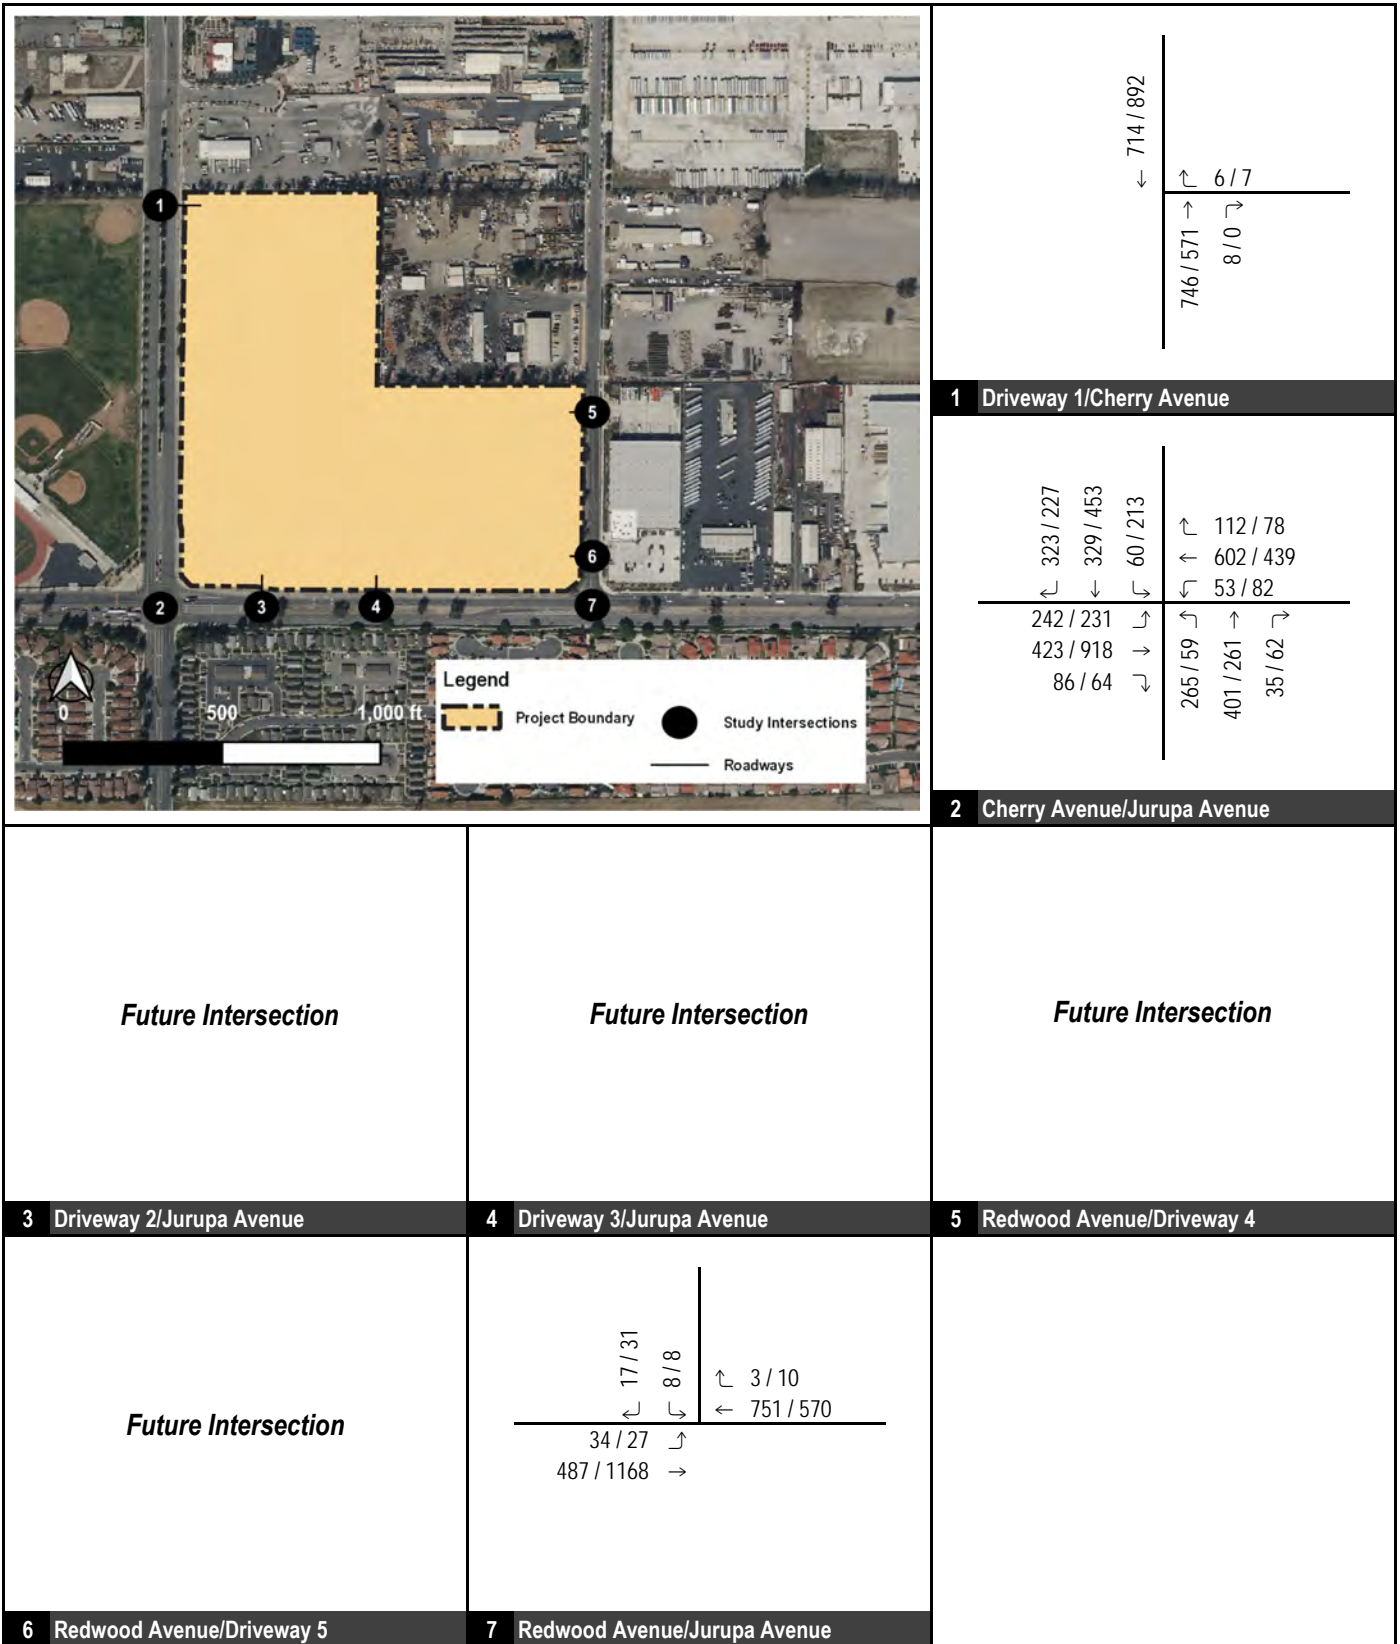 1
5
6
2
3
4
7
0
500
1,000 ft
Legend
Project Boundary
Study Intersections
Roadways
714 / 892
↓
↑ 6 / 7
746 / 571 ↑
8 / 0 ↱
1 Driveway 1/Cherry Avenue
323 / 227
329 / 453
60 / 213
112 / 78
← 602 / 439
53 / 82
242 / 231
423 / 918 →
86 / 64
265 / 59
401 / 261
35 / 62
2 Cherry Avenue/Jurupa Avenue
Future Intersection
3 Driveway 2/Jurupa Avenue
Future Intersection
4 Driveway 3/Jurupa Avenue
Future Intersection
5 Redwood Avenue/Driveway 4
Future Intersection
6 Redwood Avenue/Driveway 5
17 / 31
8 / 8
3 / 10
← 751 / 570
34 / 27
487 / 1168 →
7 Redwood Avenue/Jurupa Avenue